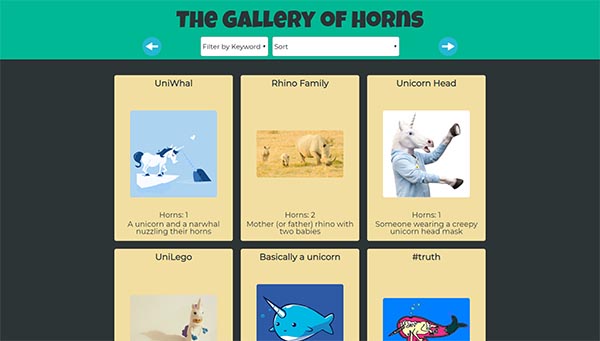 The Gallery of Horns
Filter by Keyword
Sort
UniWhal
Rhino Family
Unicorn Head
Horns: 1
A unicorn and a narwhal
nuzzling their horns
Horns: 2
Mother (or father) rhino with
two babies
Horns: 1
Someone wearing a creepy
unicorn head mask
UniLego
Basically a unicorn
#truth